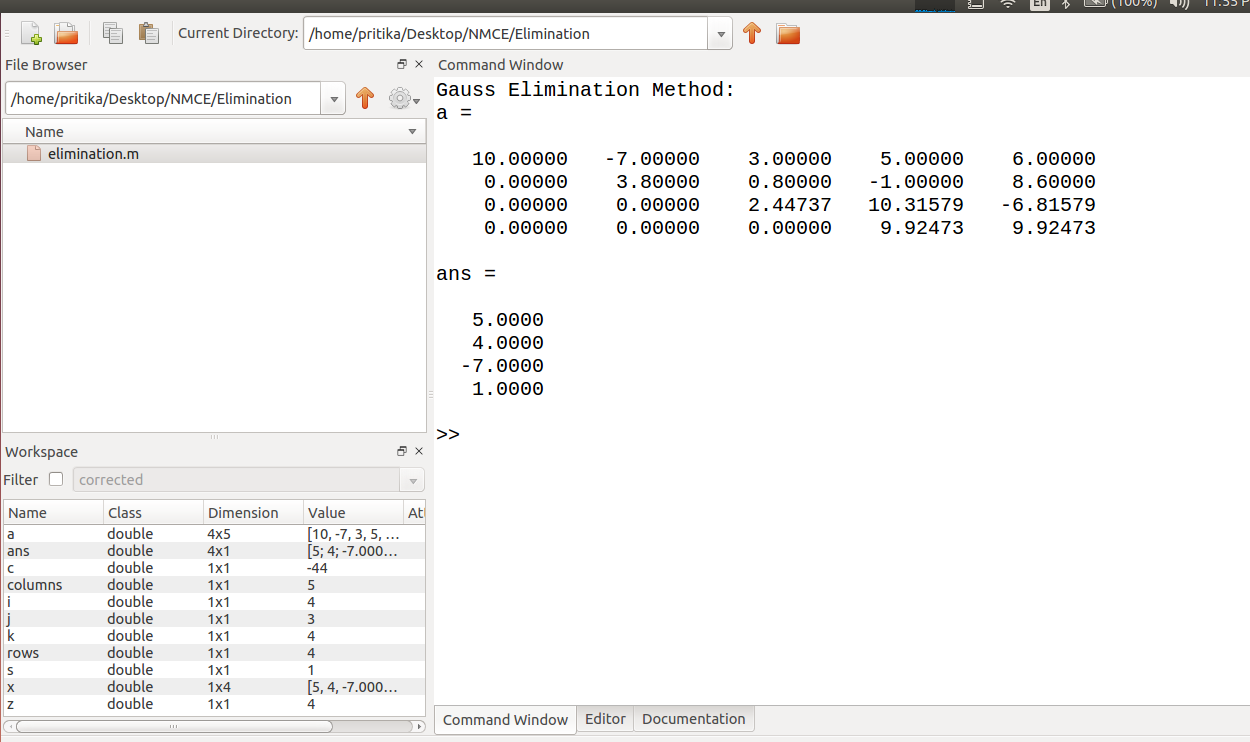 En (100%)
Current Directory: /home/pritika/Desktop/NMCE/Elimination
File Browser
/home/pritika/Desktop/NMCE/Elimination
Name
elimination.m
Workspace
Filter corrected
Name Class Dimension Value
a double 4x5 [10, -7, 3, 5, ...
ans double 4x1 [5; 4; -7.000...
c double 1x1 -44
columns double 1x1 5
i double 1x1 4
j double 1x1 3
k double 1x1 4
rows double 1x1 4
s double 1x1 1
x double 1x4 [5, 4, -7.000...
z double 1x1 4
Command Window
Gauss Elimination Method:
a =
10.00000 -7.00000 3.00000 5.00000 6.00000
0.00000 3.80000 0.80000 -1.00000 8.60000
0.00000 0.00000 2.44737 10.31579 -6.81579
0.00000 0.00000 0.00000 9.92473 9.92473
ans =
5.0000
4.0000
-7.0000
1.0000
>>
Command Window Editor Documentation